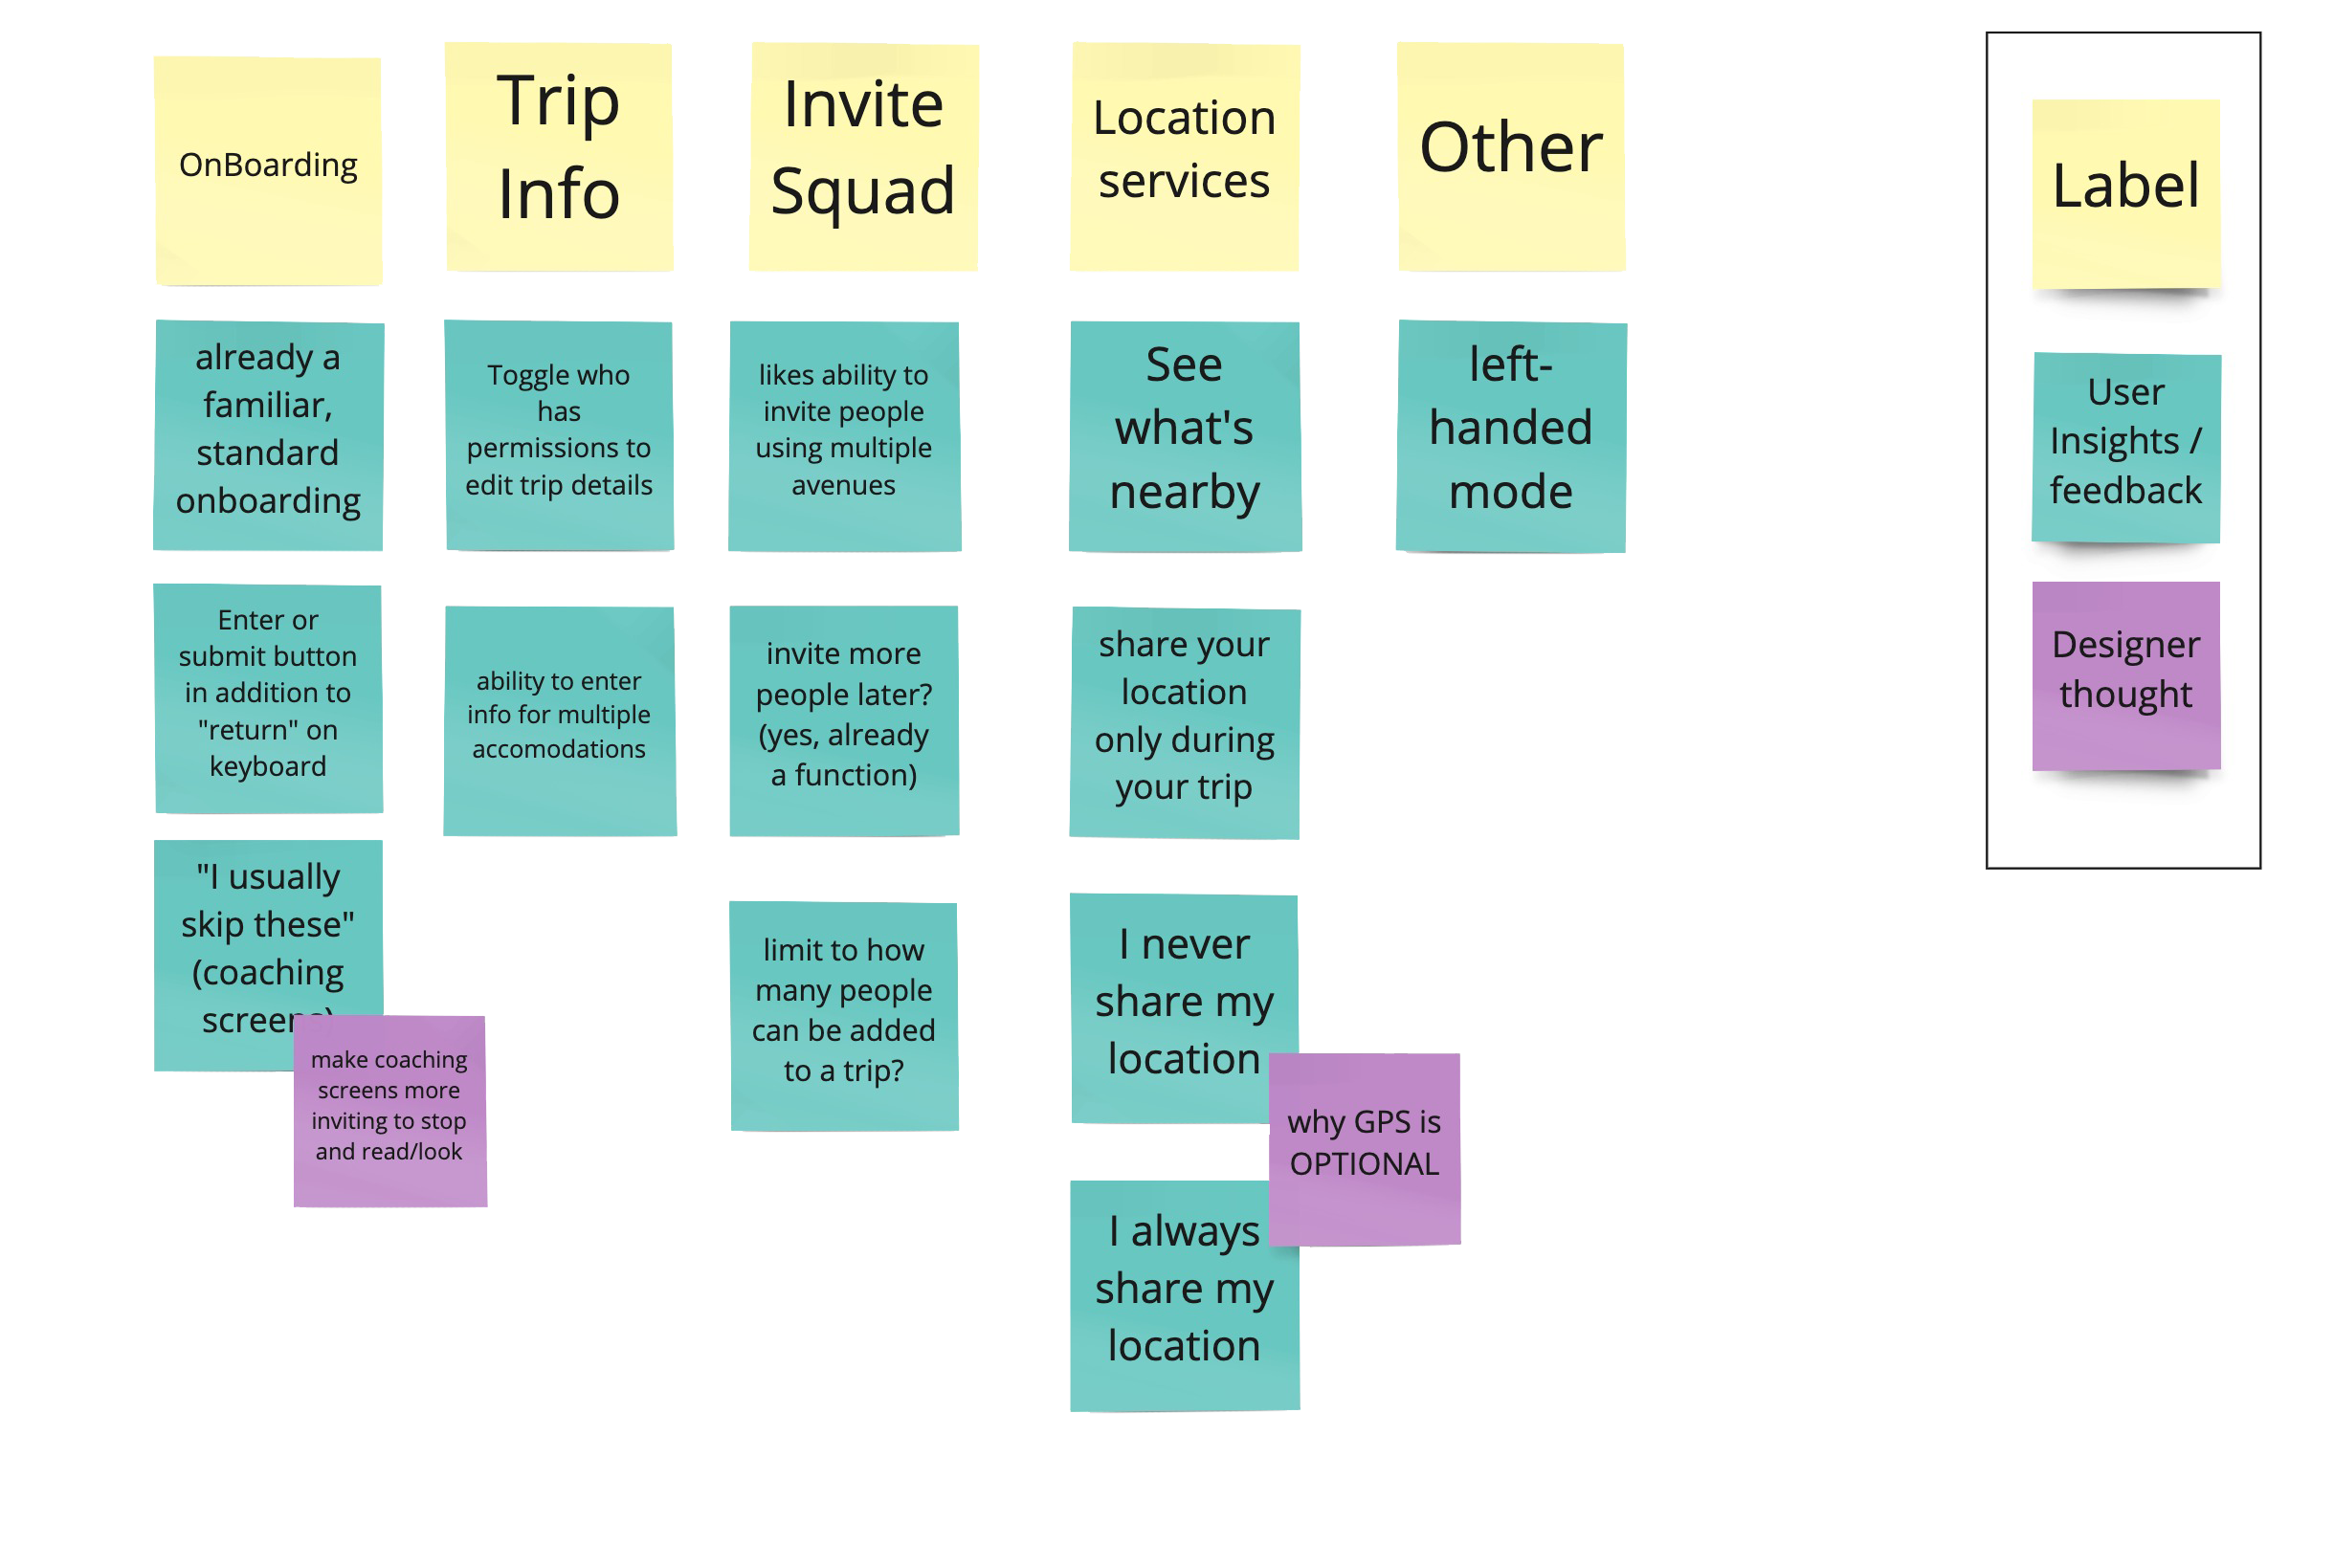 OnBoarding
already a
familiar,
standard
onboarding
Enter or
submit button
in addition to
"return" on
keyboard
"I usually
skip these"
(coaching
screens)
make coaching
screens more
inviting to stop
and read/look
Trip
Info
Toggle who
has
permissions to
edit trip details
ability to enter
info for multiple
accomodations
Invite
Squad
likes ability to
invite people
using multiple
avenues
invite more
people later?
(yes, already
a function)
limit to how
many people
can be added
to a trip?
Location
services
See
what's
nearby
share your
location
only during
your trip
I never
share my
location
why GPS is
OPTIONAL
I always
share my
location
Other
left-
handed
mode
Label
User
Insights /
feedback
Designer
thought